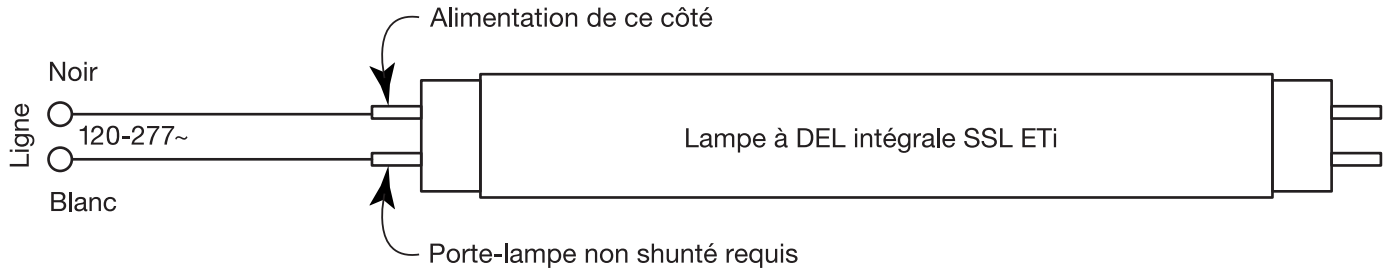 Alimentation de ce côté
Noir
Ligne
120-277~
Lampe à DEL intégrale SSL ETi
Blanc
Porte-lampe non shunté requis